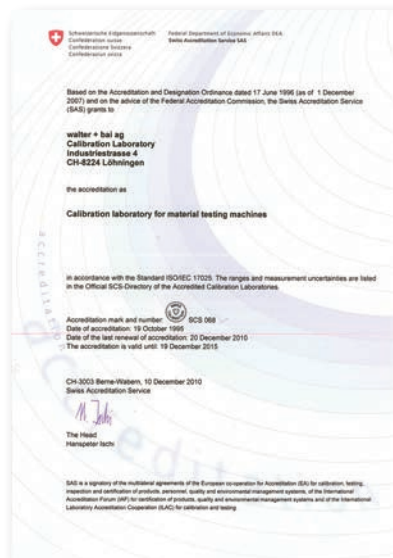 Schweizerische Eidgenossenschaft
Confédération suisse
Confederazione Svizzera
Confederaziun svizra
Federal Department of Economic Affairs DEA
Swiss Accreditation Service SAS
Based on the Accreditation and Designation Ordinance dated 17 June 1996 (as of 1 December
2007) and on the advice of the Federal Accreditation Commission, the Swiss Accreditation Service
(SAS) grants to
walter + bai ag
Calibration Laboratory
Industriestrasse 4
CH-8224 Löhningen
the accreditation as
Calibration laboratory for material testing machines
in accordance with the Standard ISO/IEC 17025. The ranges and measurement uncertainties are listed
in the Official SCS-Directory of the Accredited Calibration Laboratories.
Accreditation mark and number: SCS 068
Date of accreditation: 19 October 1995
Date of the last renewal of accreditation: 20 December 2010
The accreditation is valid until: 19 December 2015
CH-3003 Berne-Wabern, 10 December 2010
Swiss Accreditation Service
The Head
Hanspeter Ischi
SAS is a signatory of the multilateral agreements of the European co-operation for Accreditation (EA) for calibration, testing,
inspection and certification of products, personnel, quality and environmental management systems, of the International
Accreditation Forum (IAF) for certification of products, quality and environmental management systems and of the International
Laboratory Accreditation Cooperation (ILAC) for calibration and testing
accreditation